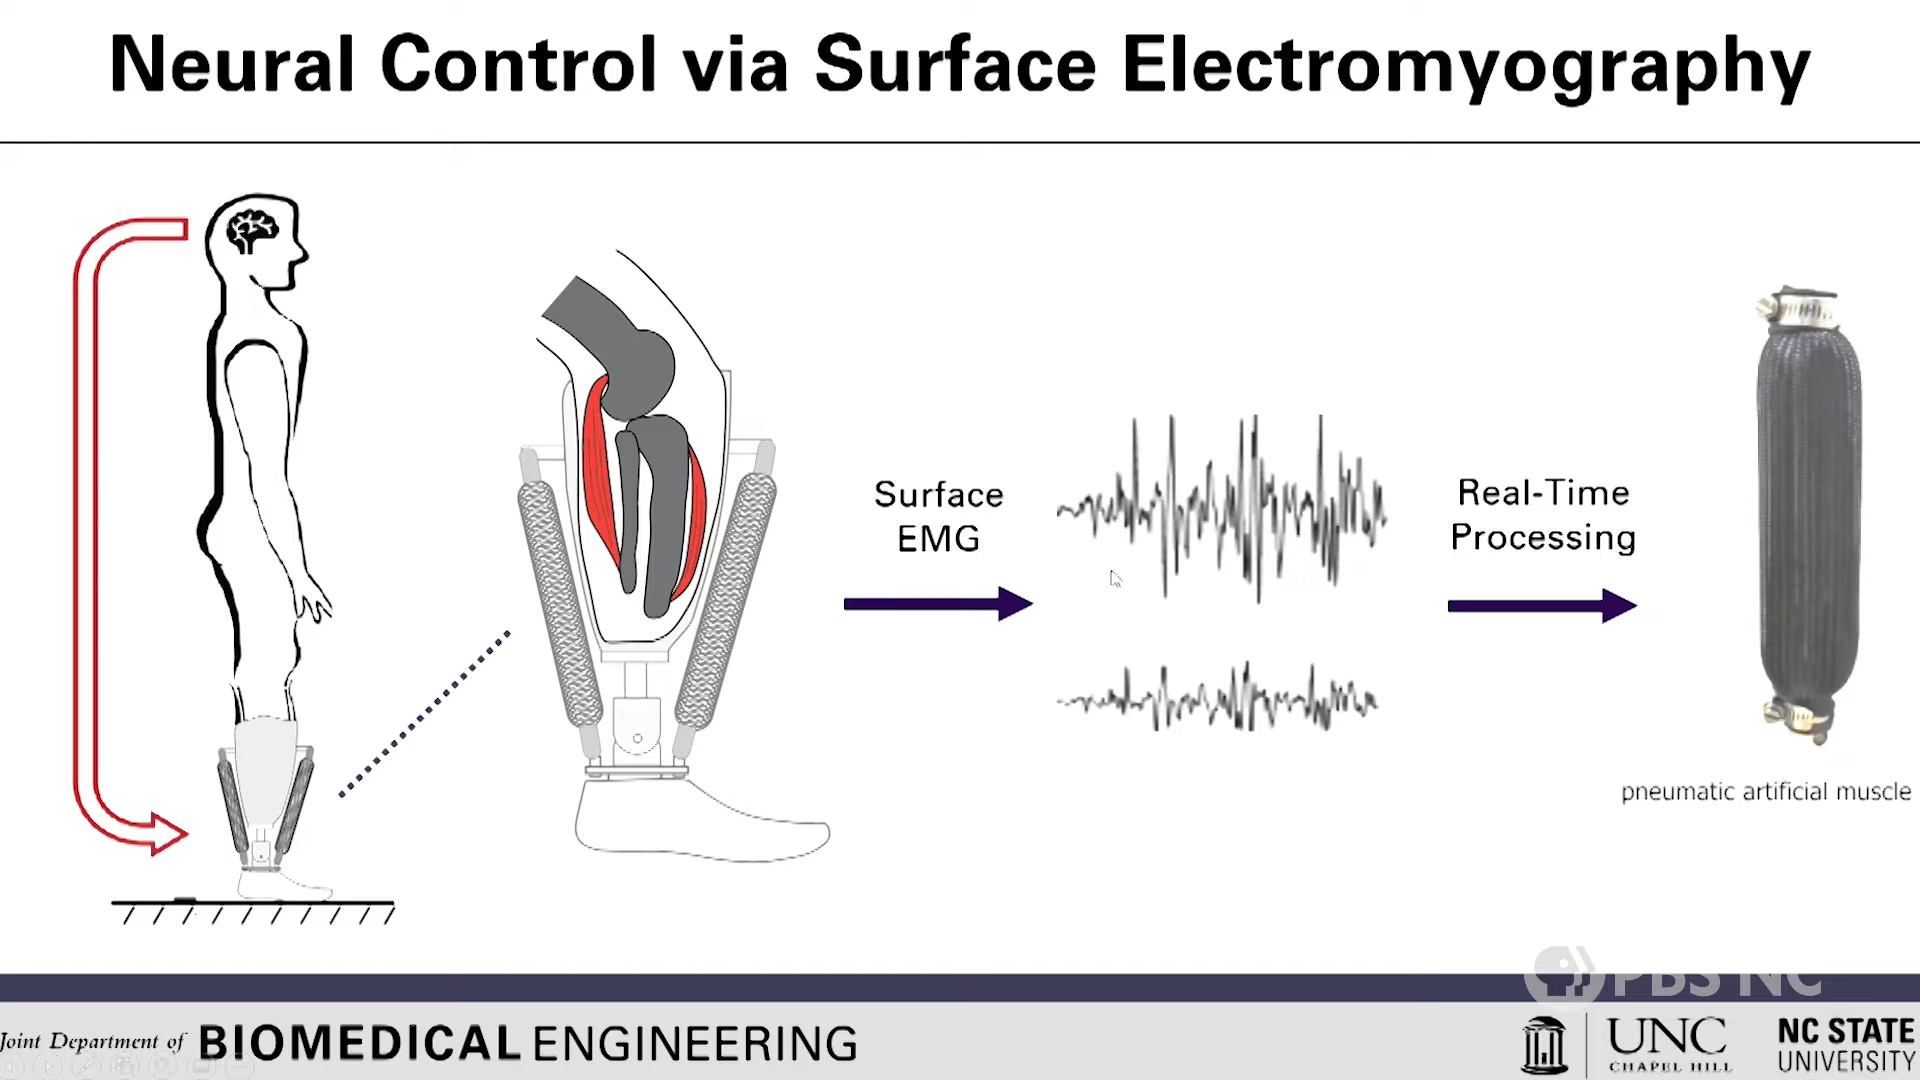 Neural Control via Surface Electromyography
Surface
EMG
Real-Time
Processing
pneumatic artificial muscle
PBS NC
Joint Department of BIOMEDICAL ENGINEERING
UNC
CHAPEL HILL
NC STATE
UNIVERSITY